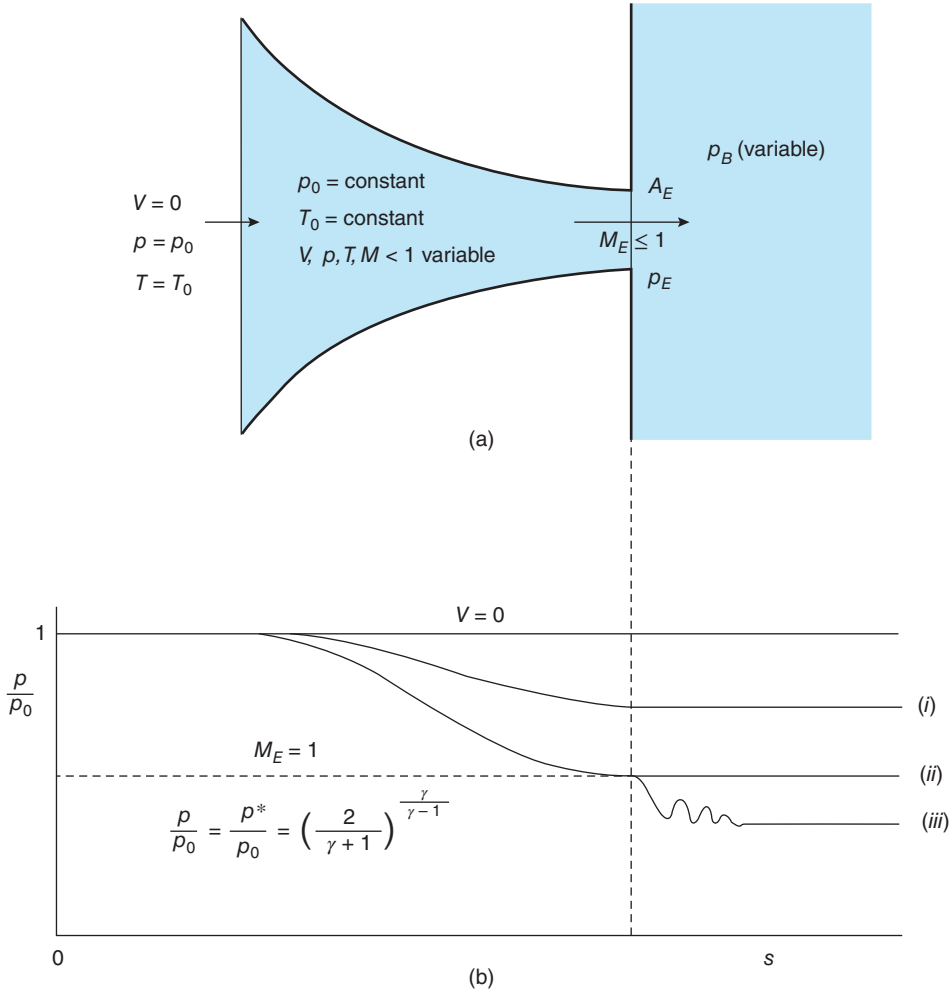 p_B (variable)
p_0 = constant
T_0 = constant
V, p, T, M < 1 variable
V = 0
p = p_0
T = T_0
A_E
M_E ≤ 1
p_E
(a)
V = 0
1
p/p_0
(i)
M_E = 1
(ii)
p/p_0 = p*/p_0 = (2/(γ + 1))^(γ/(γ – 1))
(iii)
0
s
(b)